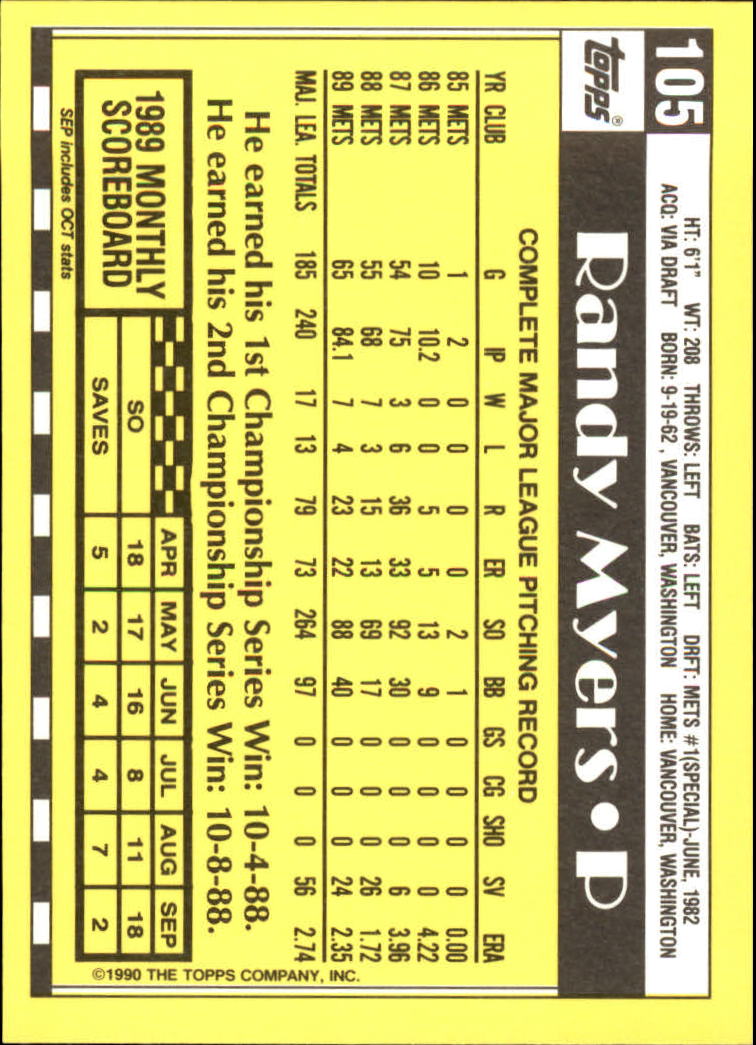 105
topps®
HT: 6'1" WT: 208 THROWS: LEFT BATS: LEFT DRFT: METS #1(SPECIAL)-JUNE, 1982
ACQ: VIA DRAFT BORN: 9-19-62 , VANCOUVER, WASHINGTON HOME: VANCOUVER, WASHINGTON
Randy Myers • P
COMPLETE MAJOR LEAGUE PITCHING RECORD
YR CLUB G IP W L R ER SO BB GS CG SHO SV ERA
85 METS 1 2 0 0 0 0 2 1 0 0 0 0 0.00
86 METS 10 10.2 0 0 5 5 13 9 0 0 0 0 4.22
87 METS 54 75 3 6 36 33 92 30 0 0 0 6 3.96
88 METS 55 68 7 3 15 13 69 17 0 0 0 26 1.72
89 METS 65 84.1 7 4 23 22 88 40 0 0 0 24 2.35
MAJ. LEA. TOTALS 185 240 17 13 79 73 264 97 0 0 0 56 2.74
He earned his 1st Championship Series Win: 10-4-88.
He earned his 2nd Championship Series Win: 10-8-88.
1989 MONTHLY
SCOREBOARD
APR MAY JUN JUL AUG SEP
SO 18 17 16 8 11 18
SAVES 5 2 4 4 7 2
SEP includes OCT stats
©1990 THE TOPPS COMPANY, INC.